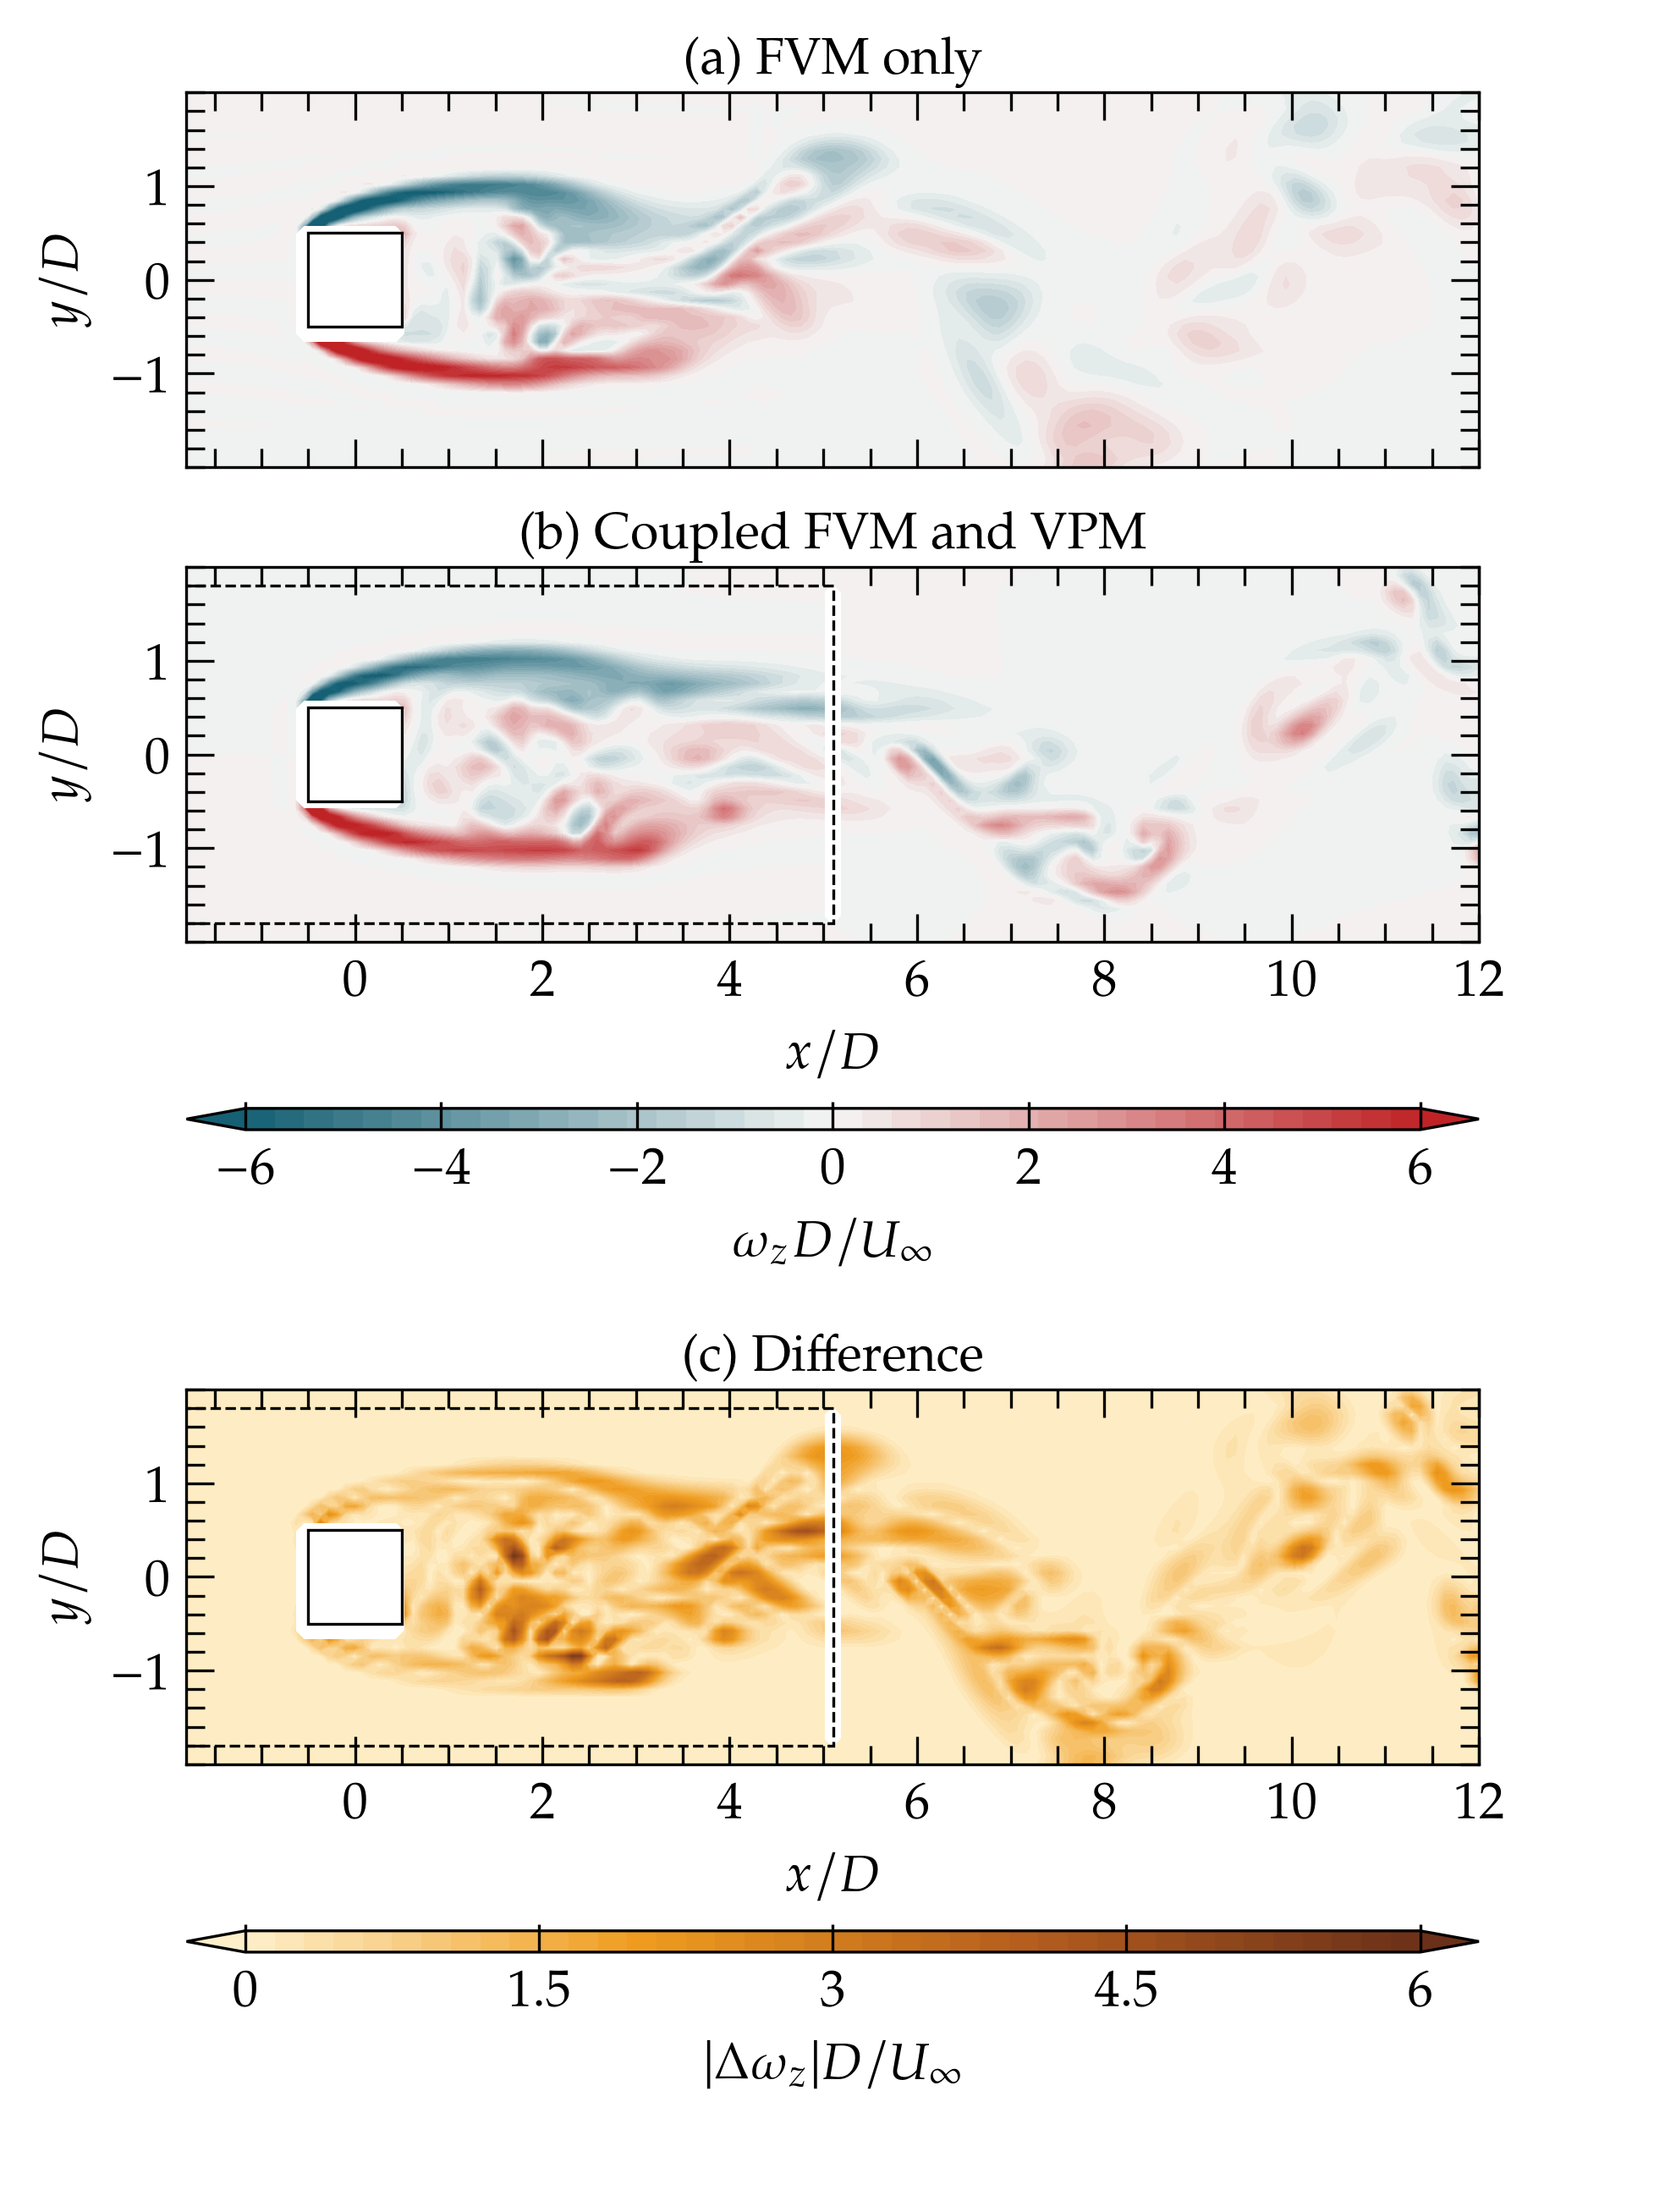 (a) FVM only
y/D
1
0
−1
(b) Coupled FVM and VPM
y/D
1
0
−1
0 2 4 6 8 10 12
x/D
−6 −4 −2 0 2 4 6
ω_z D/U_∞
(c) Difference
y/D
1
0
−1
0 2 4 6 8 10 12
x/D
0 1.5 3 4.5 6
|Δω_z|D/U_∞